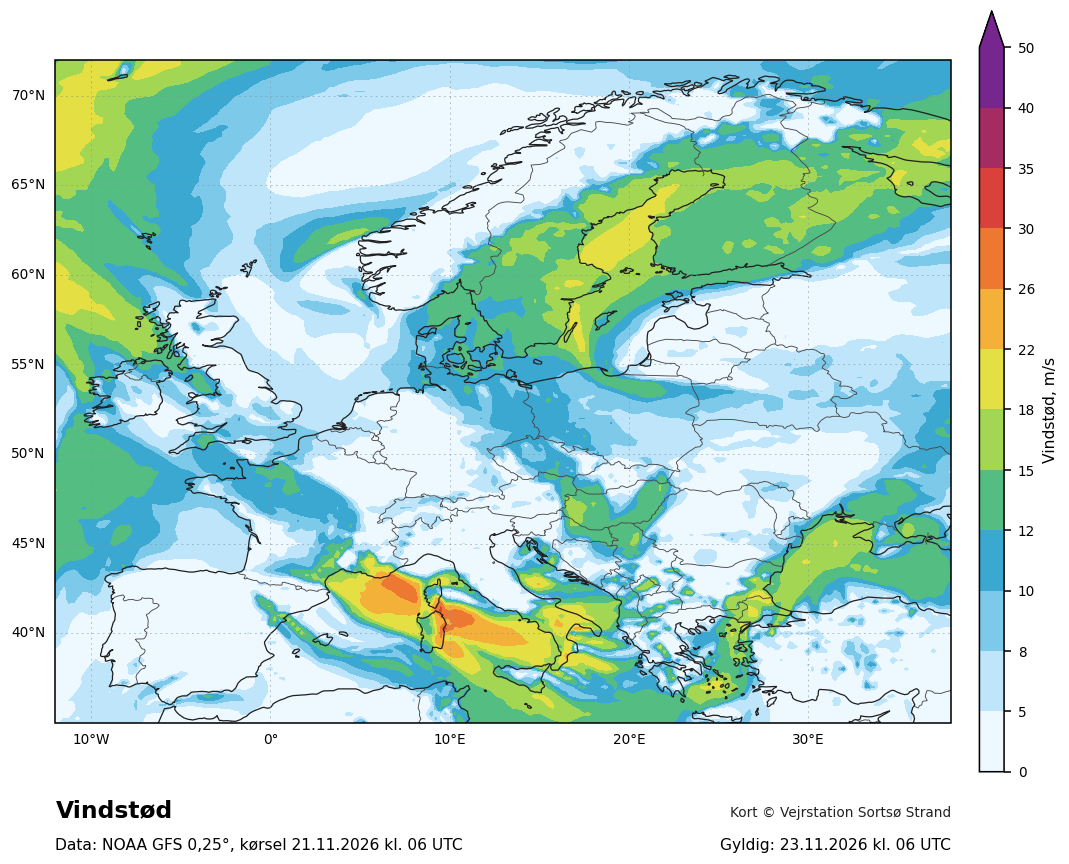 50
40
35
30
26
22
18
15
12
10
8
5
0
Vindstød, m/s
70°N
65°N
60°N
55°N
50°N
45°N
40°N
10°W
0°
10°E
20°E
30°E
Vindstød
Kort © Vejrstation Sortsø Strand
Data: NOAA GFS 0,25°, kørsel 21.11.2026 kl. 06 UTC
Gyldig: 23.11.2026 kl. 06 UTC